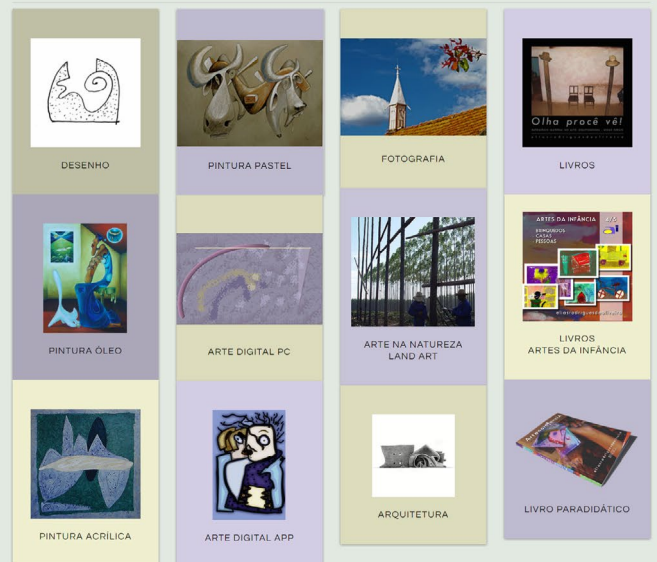 DESENHO
PINTURA PASTEL
FOTOGRAFIA
Olha procê vê!
LIVROS
PINTURA ÓLEO
ARTE DIGITAL PC
ARTE NA NATUREZA
LAND ART
ARTES DA INFÂNCIA
BRINQUEDOS
CASAS
PESSOAS
LIVROS
ARTES DA INFÂNCIA
PINTURA ACRÍLICA
ARTE DIGITAL APP
ARQUITETURA
LIVRO PARADIDÁTICO